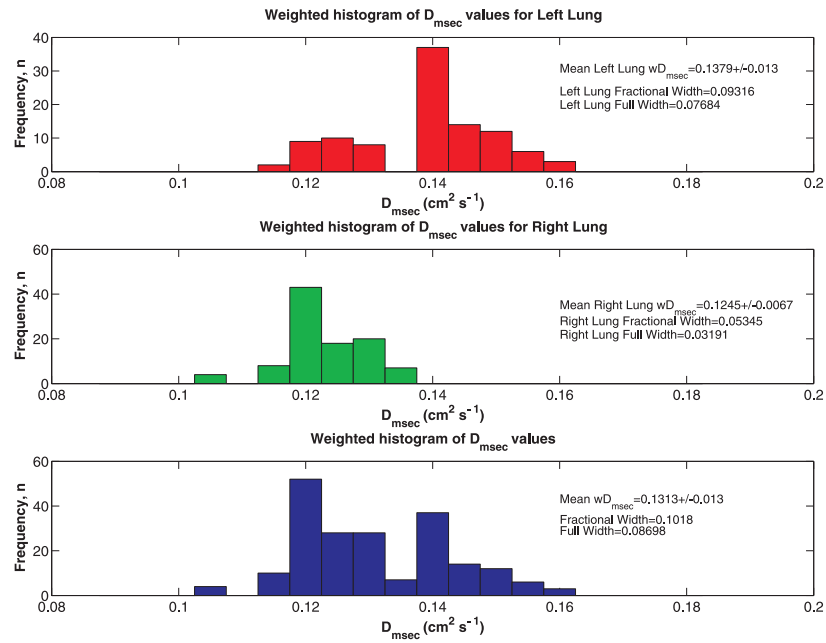 Weighted histogram of Dmsec values for Left Lung
Frequency, n
40
30
20
10
0
Mean Left Lung wDmsec=0.1379+/-0.013
Left Lung Fractional Width=0.09316
Left Lung Full Width=0.07684
0.08 0.1 0.12 0.14 0.16 0.18 0.2
Dmsec (cm² s⁻¹)
Weighted histogram of Dmsec values for Right Lung
Frequency, n
60
40
20
0
Mean Right Lung wDmsec=0.1245+/-0.0067
Right Lung Fractional Width=0.05345
Right Lung Full Width=0.03191
0.08 0.1 0.12 0.14 0.16 0.18 0.2
Dmsec (cm² s⁻¹)
Weighted histogram of Dmsec values
Frequency, n
60
40
20
0
Mean wDmsec=0.1313+/-0.013
Fractional Width=0.1018
Full Width=0.08698
0.08 0.1 0.12 0.14 0.16 0.18 0.2
Dmsec (cm² s⁻¹)